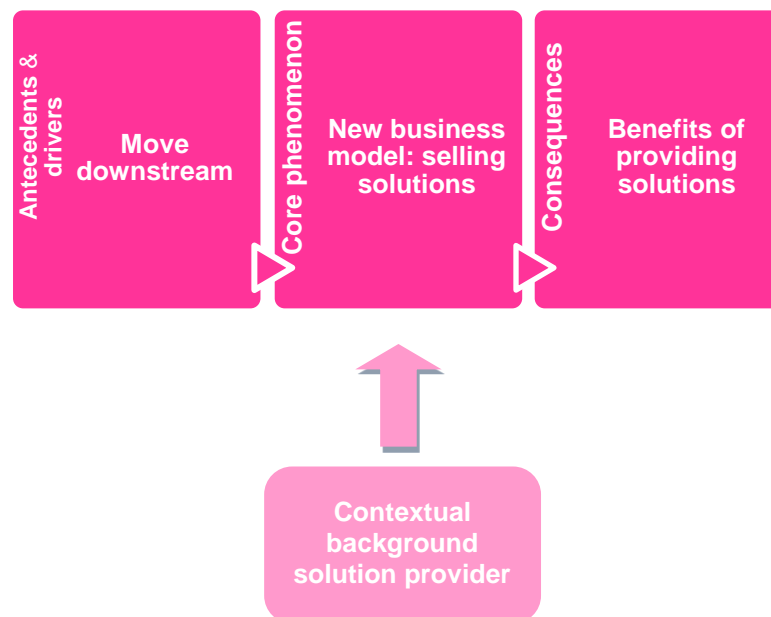 Antecedents &
drivers
Move
downstream
Core phenomenon
New business
model: selling
solutions
Consequences
Benefits of
providing
solutions
Contextual
background
solution provider